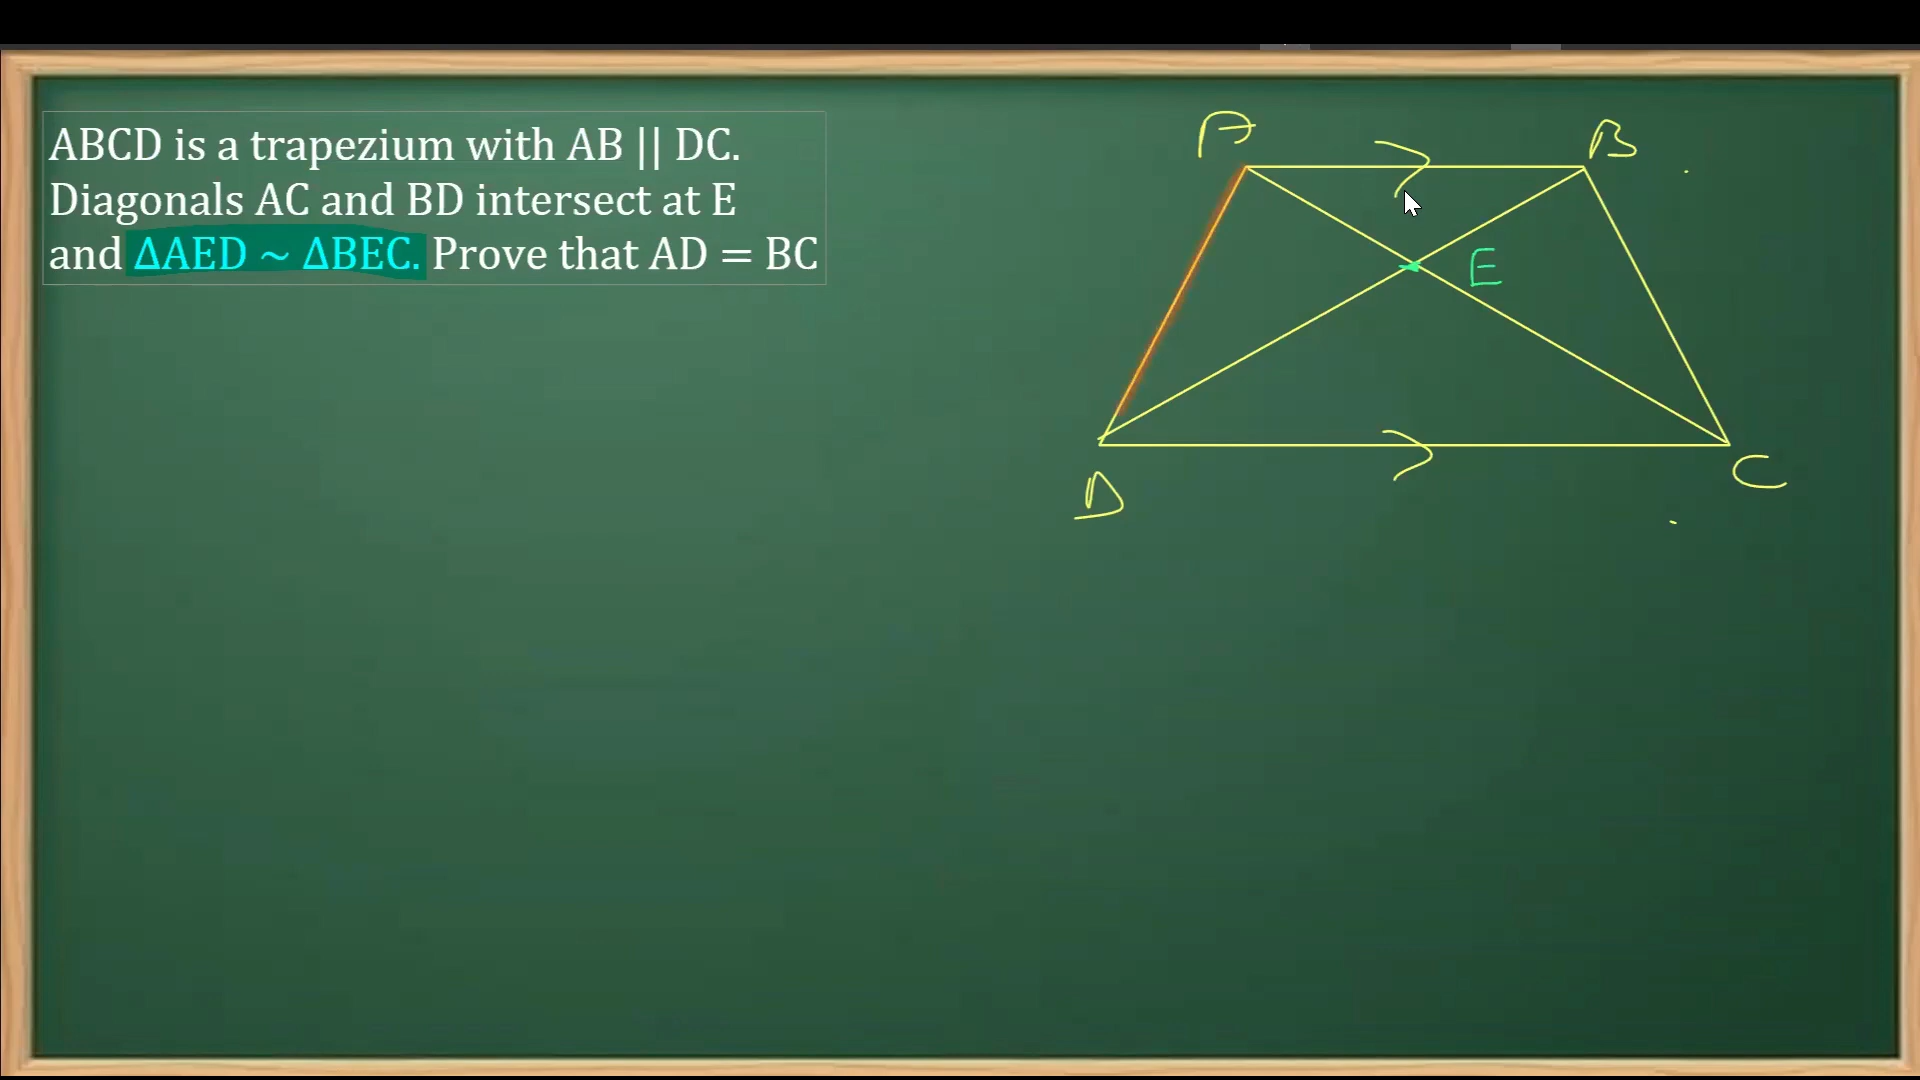 ABCD is a trapezium with AB || DC.
Diagonals AC and BD intersect at E
and ΔAED ~ ΔBEC. Prove that AD = BC
A
B
E
D
C